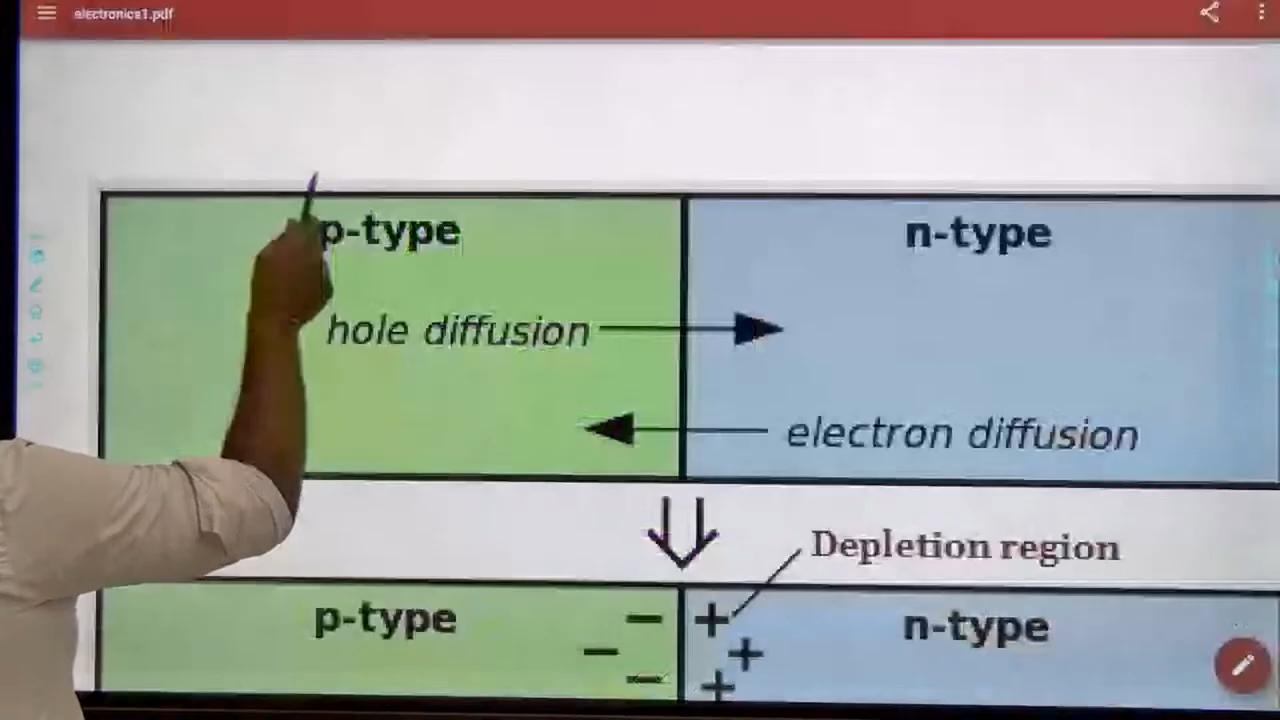 electronics1.pdf
p-type n-type
hole diffusion
electron diffusion
Depletion region
p-type − + n-type
− +
− +